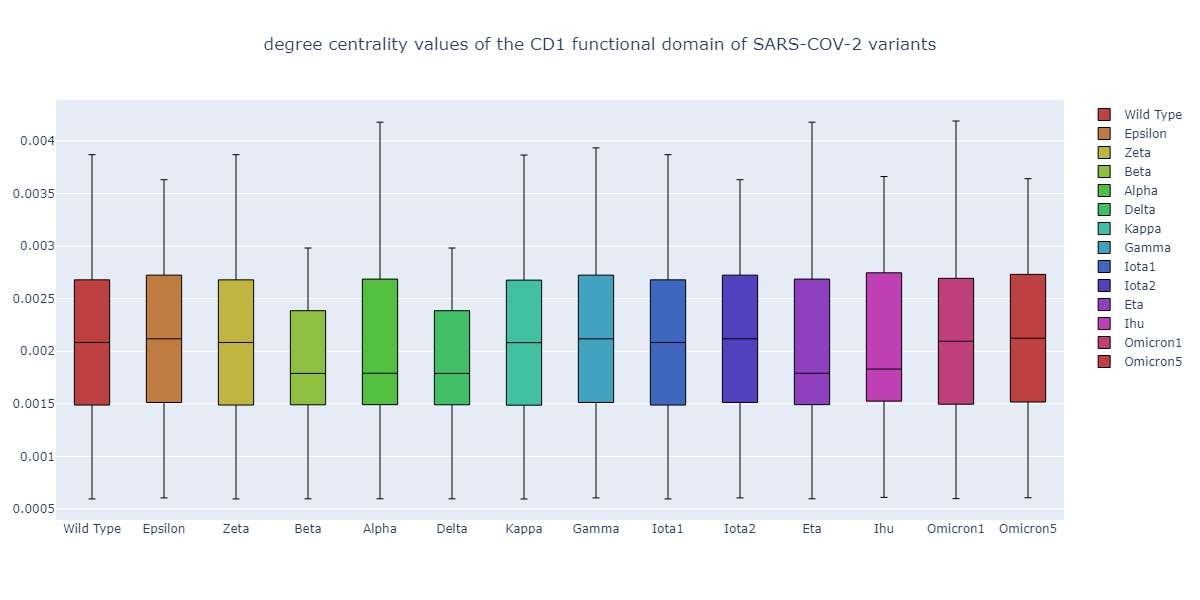 degree centrality values of the CD1 functional domain of SARS-COV-2 variants
0.004
0.0035
0.003
0.0025
0.002
0.0015
0.001
0.0005
Wild Type Epsilon Zeta Beta Alpha Delta Kappa Gamma Iota1 Iota2 Eta Ihu Omicron1 Omicron5
Wild Type
Epsilon
Zeta
Beta
Alpha
Delta
Kappa
Gamma
Iota1
Iota2
Eta
Ihu
Omicron1
Omicron5